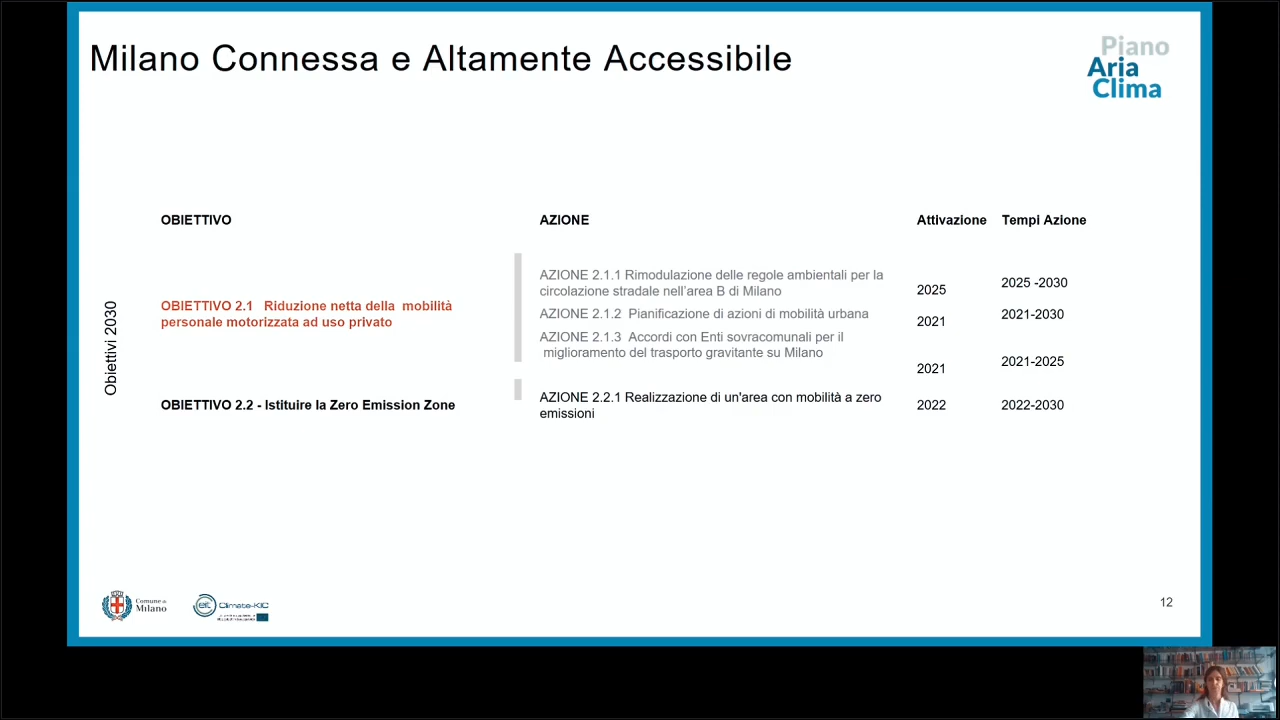 Milano Connessa e Altamente Accessibile
Piano
Aria
Clima
OBIETTIVO
AZIONE
Attivazione
Tempi Azione
Obiettivi 2030
OBIETTIVO 2.1 Riduzione netta della mobilità
personale motorizzata ad uso privato
AZIONE 2.1.1 Rimodulazione delle regole ambientali per la
circolazione stradale nell'area B di Milano
2025
2025 -2030
AZIONE 2.1.2 Pianificazione di azioni di mobilità urbana
2021
2021-2030
AZIONE 2.1.3 Accordi con Enti sovracomunali per il
miglioramento del trasporto gravitante su Milano
2021
2021-2025
OBIETTIVO 2.2 - Istituire la Zero Emission Zone
AZIONE 2.2.1 Realizzazione di un'area con mobilità a zero
emissioni
2022
2022-2030
Comune di
Milano
eit Climate-KIC
12